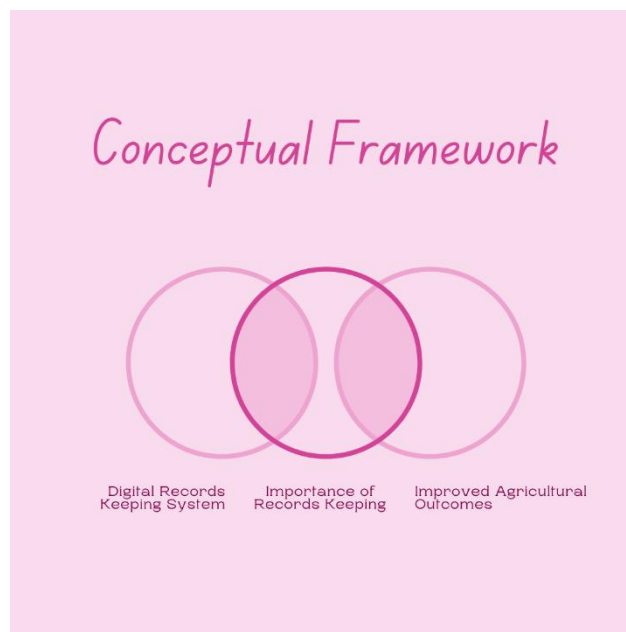 Conceptual Framework
Digital Records
Keeping System
Importance of
Records Keeping
Improved Agricultural
Outcomes